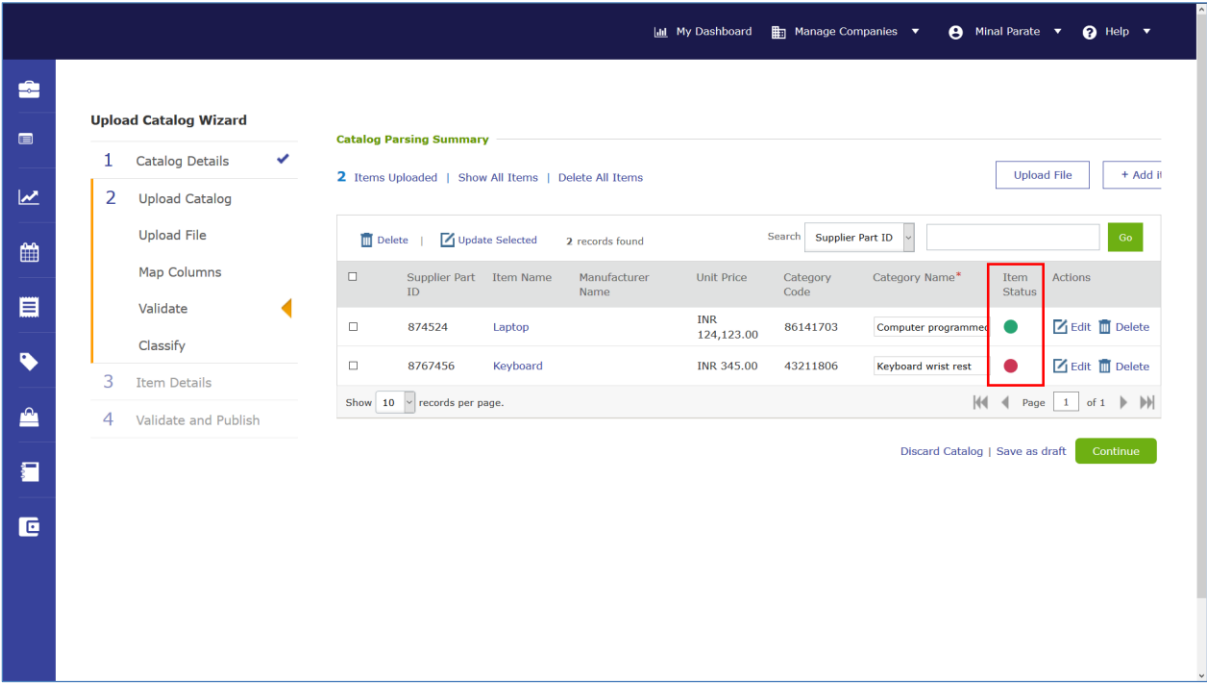 My Dashboard Manage Companies Minal Parate Help
Upload Catalog Wizard
1 Catalog Details
2 Upload Catalog
Upload File
Map Columns
Validate
Classify
3 Item Details
4 Validate and Publish
Catalog Parsing Summary
2 Items Uploaded | Show All Items | Delete All Items
Upload File
+ Add
Delete | Update Selected 2 records found
Search Supplier Part ID Go
Supplier Part ID Item Name Manufacturer Name Unit Price Category Code Category Name* Item Status Actions
874524 Laptop INR 124,123.00 86141703 Computer programmed Edit Delete
8767456 Keyboard INR 345.00 43211806 Keyboard wrist rest Edit Delete
Show 10 records per page.
Page 1 of 1
Discard Catalog | Save as draft Continue